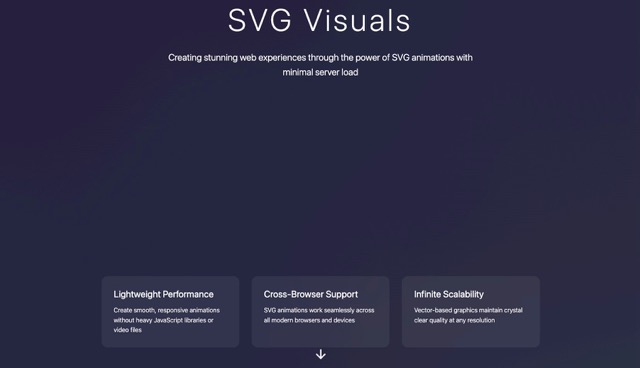 SVG Visuals
Creating stunning web experiences through the power of SVG animations with
minimal server load
Lightweight Performance
Create smooth, responsive animations
without heavy JavaScript libraries or
video files
Cross-Browser Support
SVG animations work seamlessly across
all modern browsers and devices
Infinite Scalability
Vector-based graphics maintain crystal
clear quality at any resolution